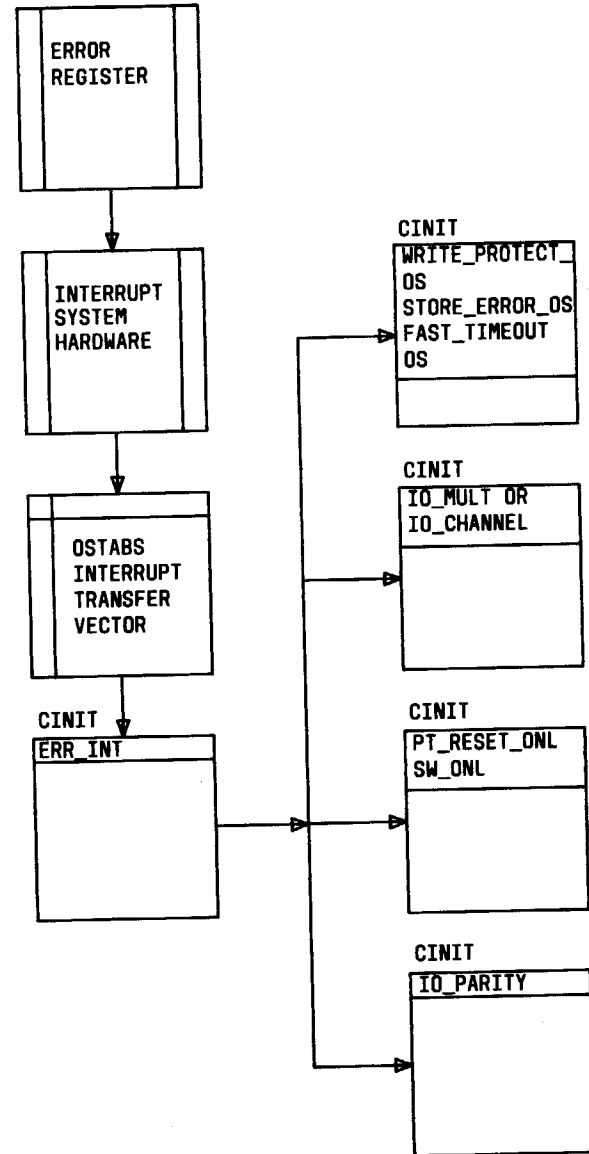 ERROR
REGISTER
INTERRUPT
SYSTEM
HARDWARE
OSTABS
INTERRUPT
TRANSFER
VECTOR
CINIT
ERR_INT
CINIT
WRITE_PROTECT_
OS
STORE_ERROR_OS
FAST_TIMEOUT
OS
CINIT
IO_MULT OR
IO_CHANNEL
CINIT
PT_RESET_ONL
SW_ONL
CINIT
IO_PARITY